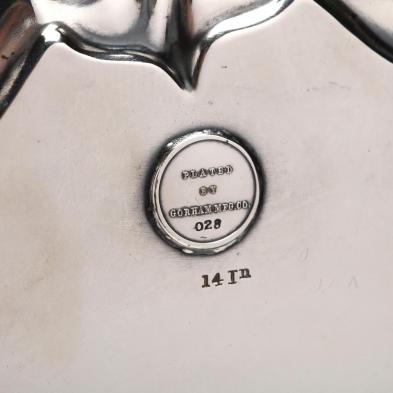 PLATED
BY
GORHAM MFG. CO.
028
14 In